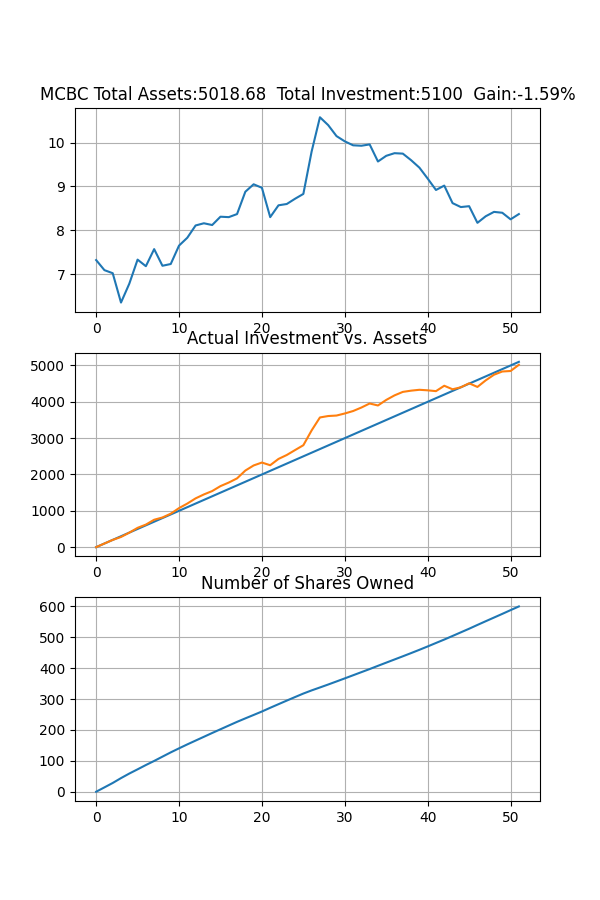 MCBC Total Assets:5018.68  Total Investment:5100  Gain:-1.59%
10
9
8
7
0 10 20 30 40 50
Actual Investment vs. Assets
5000
4000
3000
2000
1000
0
0 10 20 30 40 50
Number of Shares Owned
600
500
400
300
200
100
0
0 10 20 30 40 50